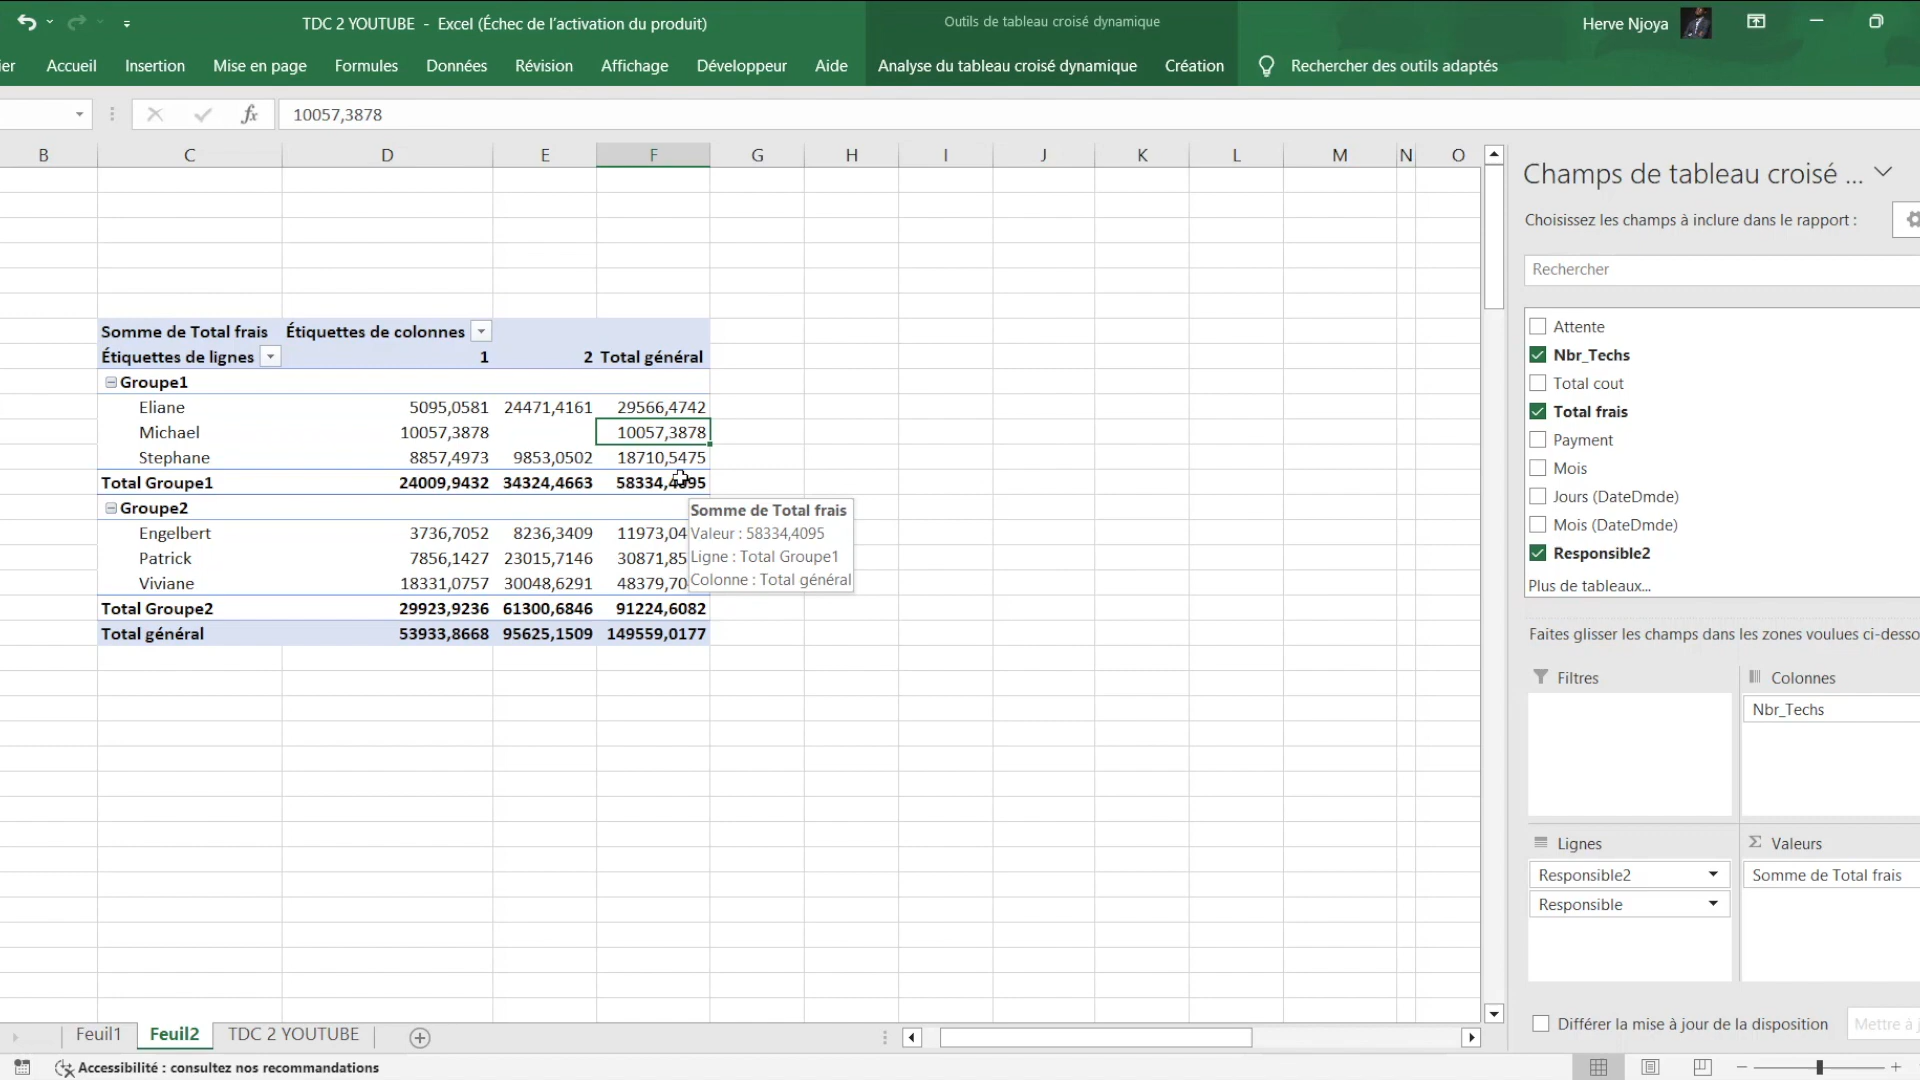 TDC 2 YOUTUBE - Excel (Échec de l'activation du produit)
Outils de tableau croisé dynamique
Herve Njoya
ier Accueil Insertion Mise en page Formules Données Révision Affichage Développeur Aide Analyse du tableau croisé dynamique Création Rechercher des outils adaptés
fx 10057,3878
B C D E F G H I J K L M N O
Champs de tableau croisé ...
Choisissez les champs à inclure dans le rapport :
Rechercher
Attente
Nbr_Techs
Total cout
Total frais
Payment
Mois
Jours (DateDmde)
Mois (DateDmde)
Responsible2
Plus de tableaux...
Faites glisser les champs dans les zones voulues ci-desso
Filtres
Colonnes
Nbr_Techs
Lignes
Responsible2
Responsible
Σ Valeurs
Somme de Total frais
Différer la mise à jour de la disposition
Mettre à j
Somme de Total frais Étiquettes de colonnes
Étiquettes de lignes 1 2 Total général
Groupe1
Eliane 5095,0581 24471,4161 29566,4742
Michael 10057,3878 10057,3878
Stephane 8857,4973 9853,0502 18710,5475
Total Groupe1 24009,9432 34324,4663 58334,4095
Groupe2
Engelbert 3736,7052 8236,3409 11973,04
Patrick 7856,1427 23015,7146 30871,85
Viviane 18331,0757 30048,6291 48379,70
Total Groupe2 29923,9236 61300,6846 91224,6082
Total général 53933,8668 95625,1509 149559,0177
Somme de Total frais
Valeur : 58334,4095
Ligne : Total Groupe1
Colonne : Total général
Feuil1 Feuil2 TDC 2 YOUTUBE
Accessibilité : consultez nos recommandations